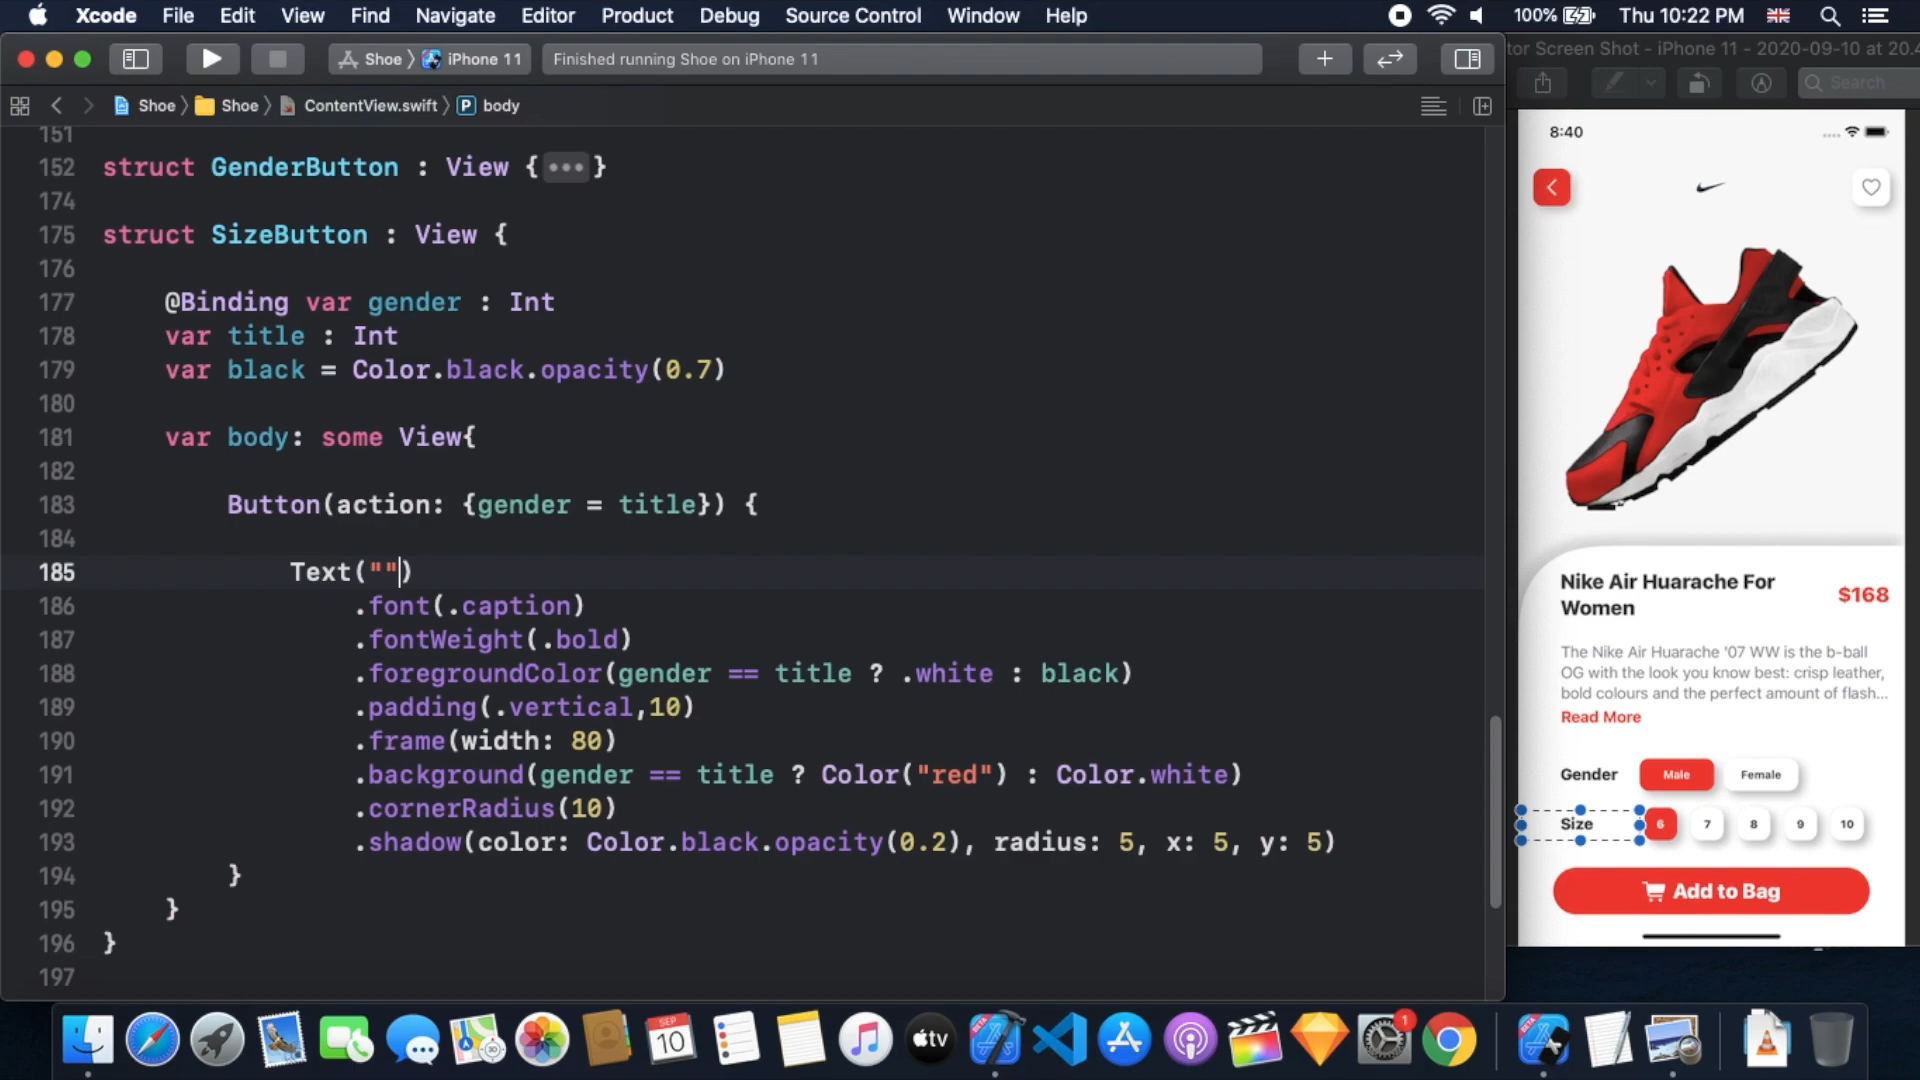 Xcode File Edit View Find Navigate Editor Product Debug Source Control Window Help 100% Thu 10:22 PM
Shoe iPhone 11 Finished running Shoe on iPhone 11
Shoe Shoe ContentView.swift P body
151
152 struct GenderButton : View {•••}
174
175 struct SizeButton : View {
176
177 @Binding var gender : Int
178 var title : Int
179 var black = Color.black.opacity(0.7)
180
181 var body: some View{
182
183 Button(action: {gender = title}) {
184
185 Text("")
186 .font(.caption)
187 .fontWeight(.bold)
188 .foregroundColor(gender == title ? .white : black)
189 .padding(.vertical,10)
190 .frame(width: 80)
191 .background(gender == title ? Color("red") : Color.white)
192 .cornerRadius(10)
193 .shadow(color: Color.black.opacity(0.2), radius: 5, x: 5, y: 5)
194 }
195 }
196 }
197
tor Screen Shot - iPhone 11 - 2020-09-10 at 20.4
Search
8:40
Nike Air Huarache For
Women
$168
The Nike Air Huarache '07 WW is the b-ball
OG with the look you know best: crisp leather,
bold colours and the perfect amount of flash...
Read More
Gender Male Female
Size 6 7 8 9 10
Add to Bag
SEP
10
tv
1